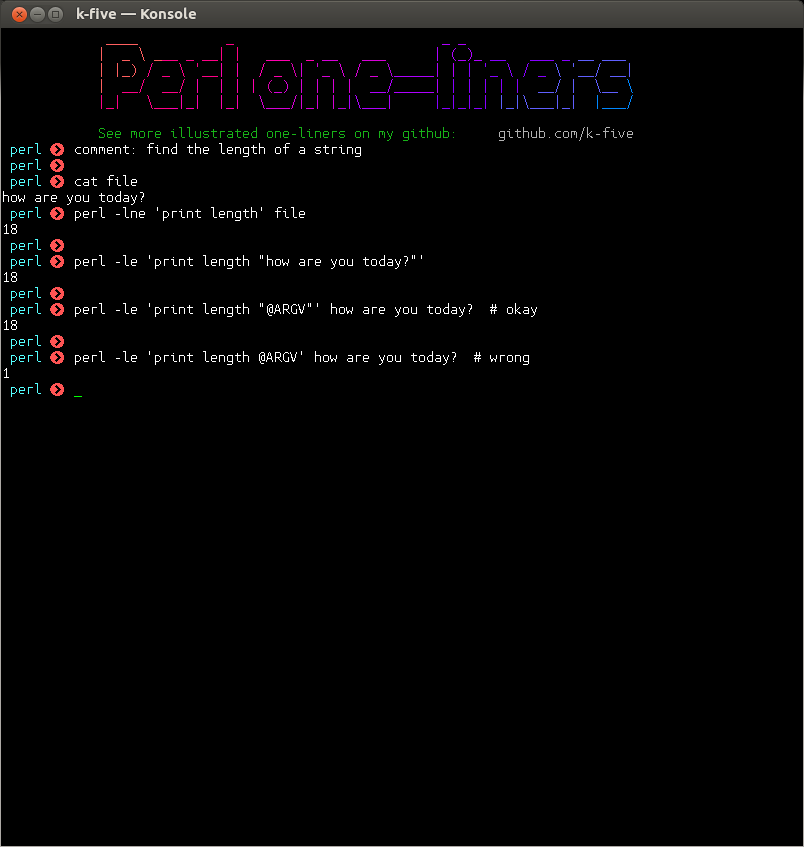 k-five — Konsole
Perl one-liners
See more illustrated one-liners on my github: github.com/k-five
perl comment: find the length of a string
perl
perl cat file
how are you today?
perl perl -lne 'print length' file
18
perl
perl perl -le 'print length "how are you today?"'
18
perl
perl perl -le 'print length "@ARGV"' how are you today?  # okay
18
perl
perl perl -le 'print length @ARGV' how are you today?  # wrong
1
perl _